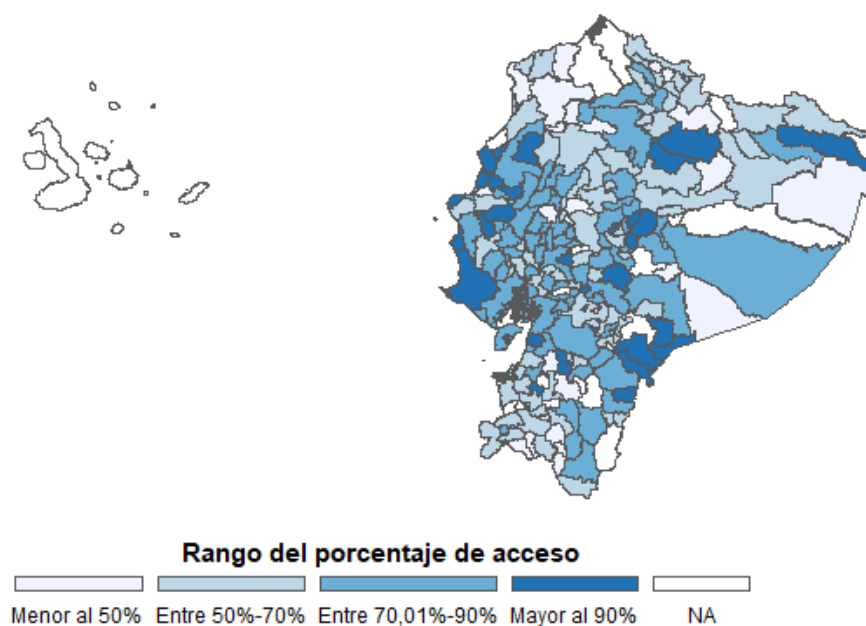 Rango del porcentaje de acceso
Menor al 50% Entre 50%-70% Entre 70,01%-90% Mayor al 90% NA